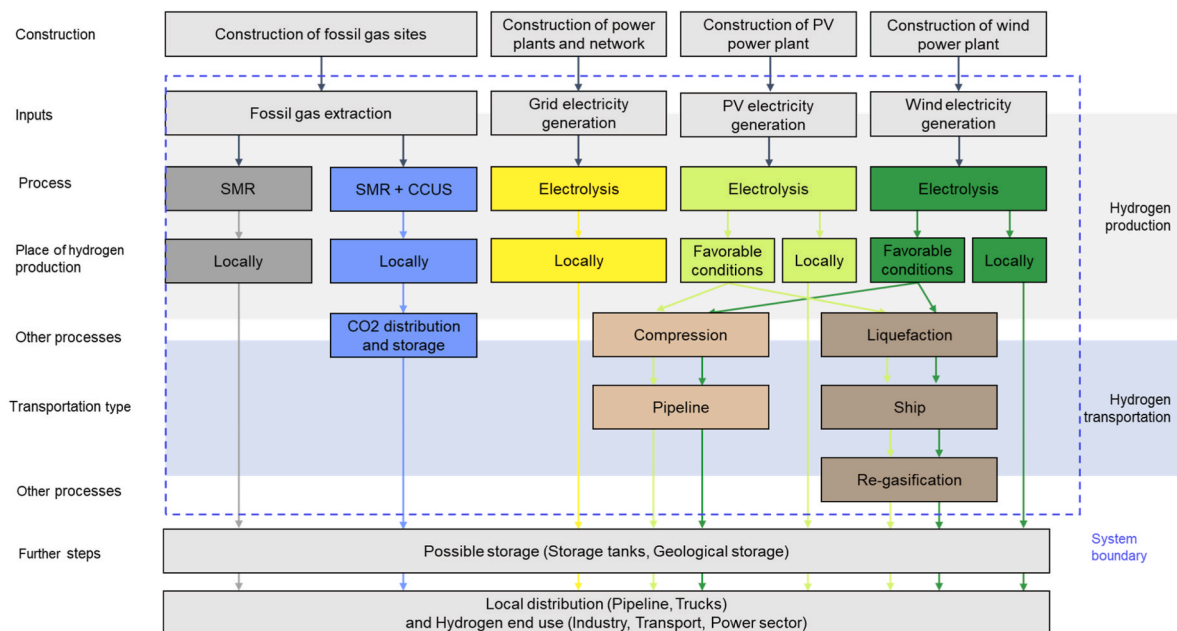 Construction
Construction of fossil gas sites
Construction of power
plants and network
Construction of PV
power plant
Construction of wind
power plant
Inputs
Fossil gas extraction
Grid electricity
generation
PV electricity
generation
Wind electricity
generation
Process
SMR
SMR + CCUS
Electrolysis
Electrolysis
Electrolysis
Hydrogen
production
Place of hydrogen
production
Locally
Locally
Locally
Favorable
conditions
Locally
Favorable
conditions
Locally
Other processes
CO2 distribution
and storage
Compression
Liquefaction
Transportation type
Pipeline
Ship
Hydrogen
transportation
Other processes
Re-gasification
Further steps
Possible storage (Storage tanks, Geological storage)
System
boundary
Local distribution (Pipeline, Trucks)
and Hydrogen end use (Industry, Transport, Power sector)